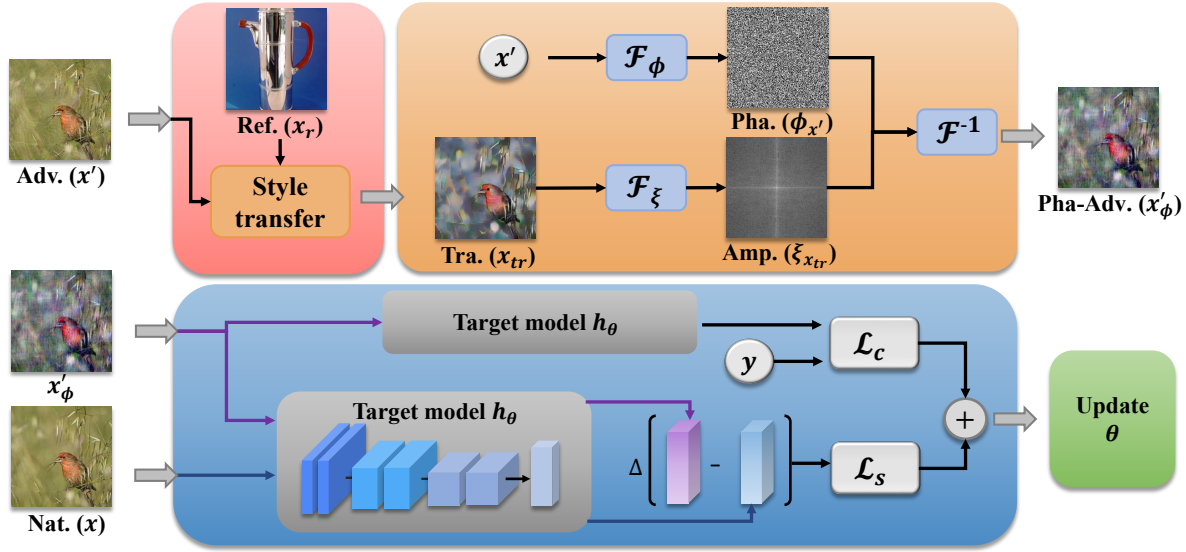 Adv. (x′)
Ref. (x_r)
Style
transfer
x′
ℱ_ϕ
Pha. (ϕ_x′)
Tra. (x_tr)
ℱ_ξ
Amp. (ξ_x_tr)
ℱ⁻¹
Pha-Adv. (x′_ϕ)
x′_ϕ
Nat. (x)
Target model h_θ
y
ℒ_c
Target model h_θ
Δ
−
ℒ_s
+
Update
θ